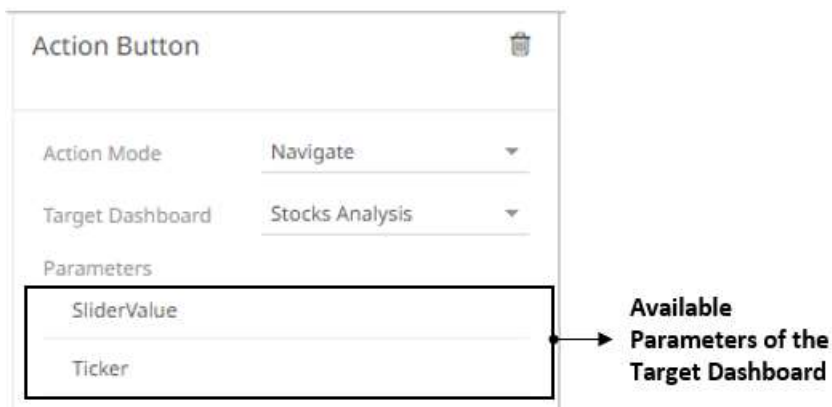 Action Button
Action Mode Navigate
Target Dashboard Stocks Analysis
Parameters
SliderValue
Ticker
Available
Parameters of the
Target Dashboard